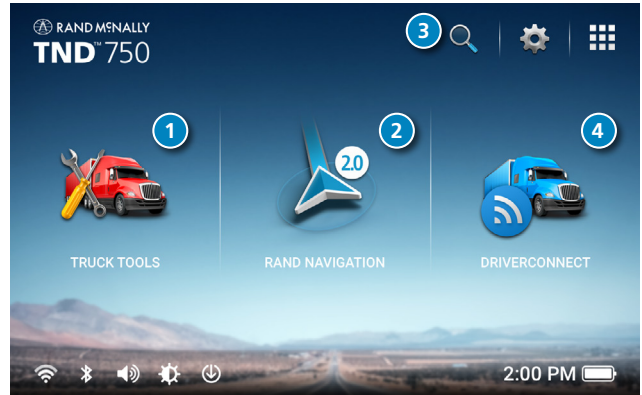 RAND MCNALLY
TND™ 750
3
1
2
4
2.0
TRUCK TOOLS
RAND NAVIGATION
DRIVERCONNECT
2:00 PM